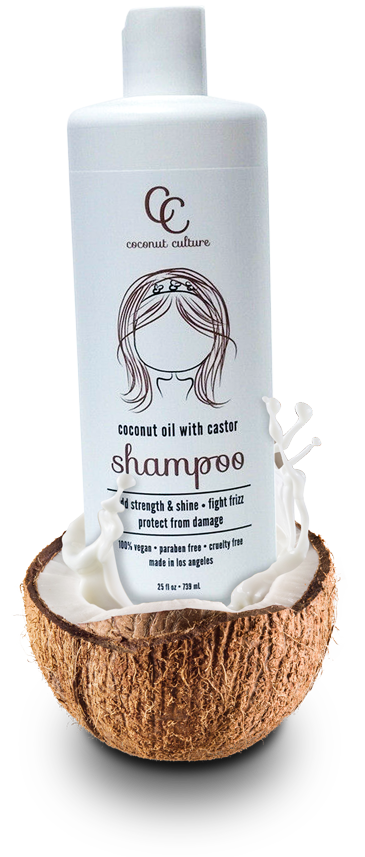 CC
coconut culture
coconut oil with castor
shampoo
strength & shine • fight frizz
protect from damage
100% vegan • paraben free • cruelty free
made in los angeles
25 fl oz • 739 mL